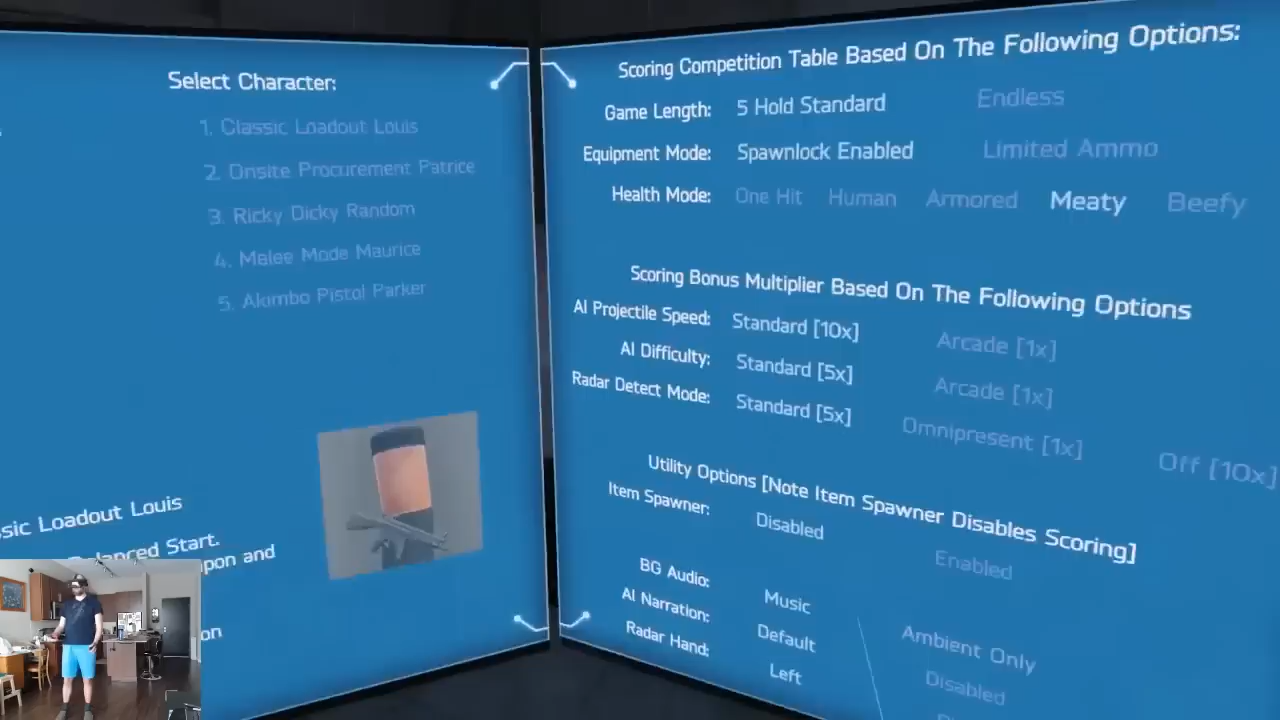 Select Character:
1. Classic Loadout Louis
2. Onsite Procurement Patrice
3. Ricky Dicky Random
4. Melee Mode Maurice
5. Akimbo Pistol Parker
ssic Loadout Louis
Balanced Start.
pon and
on
Scoring Competition Table Based On The Following Options:
Game Length: 5 Hold Standard Endless
Equipment Mode: Spawnlock Enabled Limited Ammo
Health Mode: One Hit Human Armored Meaty Beefy
Scoring Bonus Multiplier Based On The Following Options
AI Projectile Speed: Standard [10x] Arcade [1x]
AI Difficulty: Standard [5x] Arcade [1x]
Radar Detect Mode: Standard [5x] Omnipresent [1x] Off [10x]
Utility Options [Note Item Spawner Disables Scoring]
Item Spawner: Disabled Enabled
BG Audio: Music Ambient Only
AI Narration: Default Disabled
Radar Hand: Left